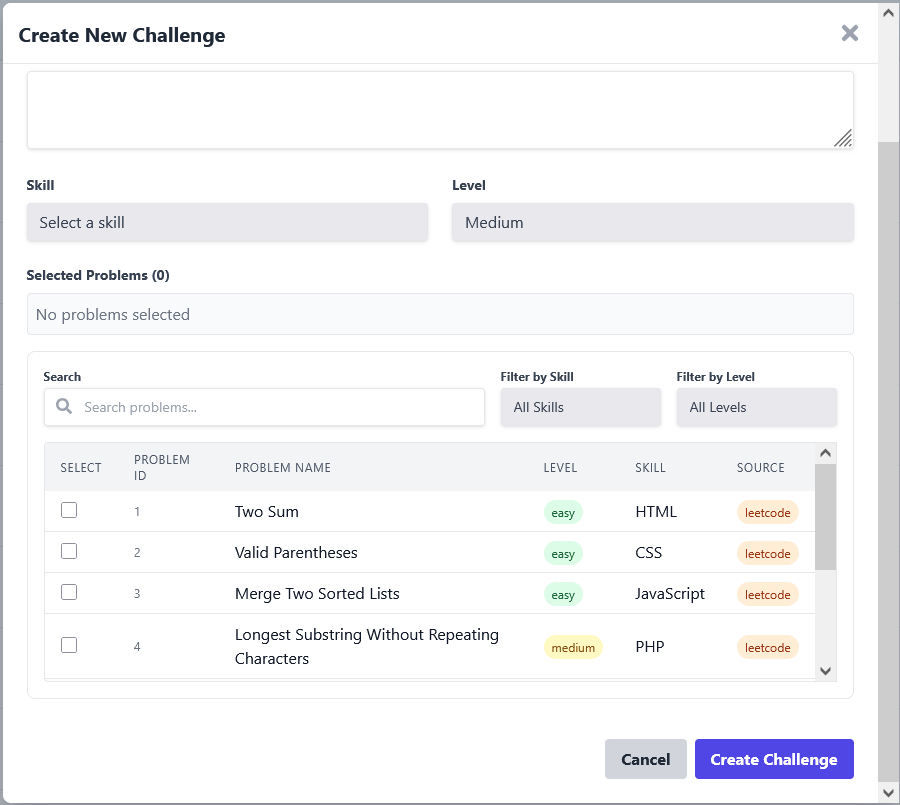 Create New Challenge
Skill
Level
Select a skill
Medium
Selected Problems (0)
No problems selected
Search
Filter by Skill
Filter by Level
Search problems...
All Skills
All Levels
SELECT
PROBLEM ID
PROBLEM NAME
LEVEL
SKILL
SOURCE
1
Two Sum
easy
HTML
leetcode
2
Valid Parentheses
easy
CSS
leetcode
3
Merge Two Sorted Lists
easy
JavaScript
leetcode
4
Longest Substring Without Repeating
Characters
medium
PHP
leetcode
Cancel
Create Challenge